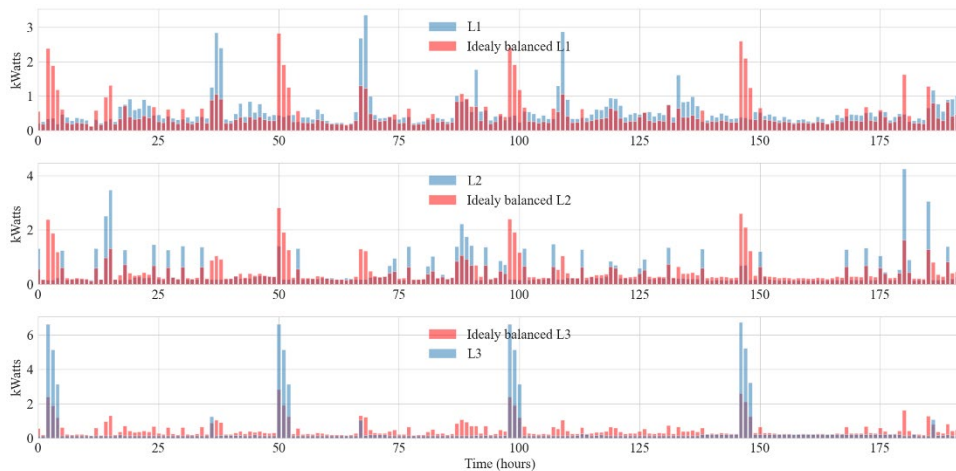 3
2
1
0
kWatts
L1
Idealy balanced L1
0 25 50 75 100 125 150 175
4
2
0
kWatts
L2
Idealy balanced L2
0 25 50 75 100 125 150 175
6
4
2
0
kWatts
Idealy balanced L3
L3
0 25 50 75 100 125 150 175
Time (hours)